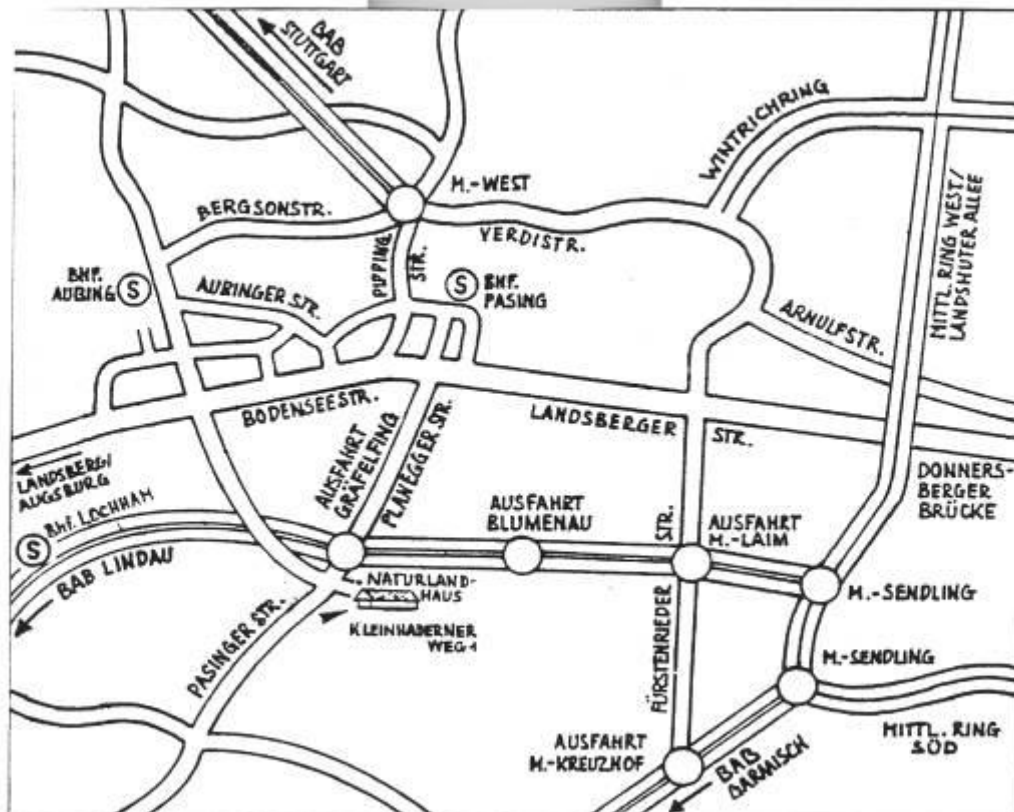 BAB
STUTTGART
WINTRICHRING
M.-WEST
BERGSONSTR.
VERDISTR.
MITTL. RING WEST/
LANDSHUTER ALLEE
PIPPING.
STR.
BHF.
AUBING
S
AUBINGER STR.
S
BHF.
PASING
ARNULFSTR.
BODENSEESTR.
LANDSBERGER
STR.
LANDSBERG/
AUGSBURG
AUSFAHRT
GRÄFELFING
PLANEGGER STR.
DONNERS-
BERGER
BRÜCKE
S
BHF. LOCHHAM
BAB LINDAU
AUSFAHRT
BLUMENAU
STR.
AUSFAHRT
M.-LAIM
NATURLAND-
HAUS
KLEINHADERNER
WEG 1
M.-SENDLING
PASINGER STR.
FÜRSTENRIEDER
M.-SENDLING
MITTL. RING
SÜD
AUSFAHRT
M.-KREUZHOF
BAB
GARMISCH